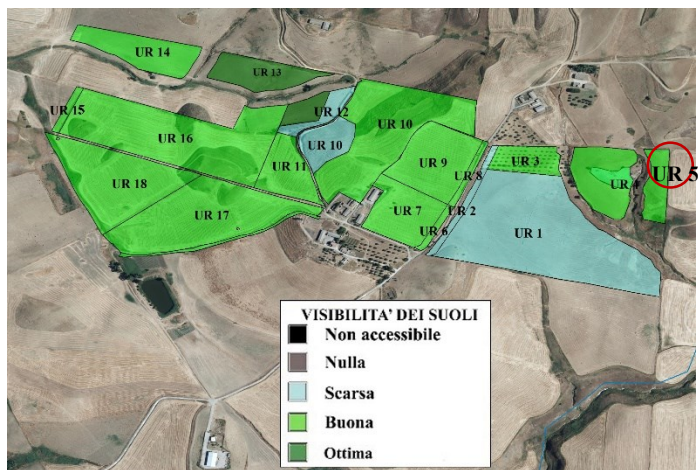 UR 14
UR 13
UR 15
UR 12
UR 10
UR 16
UR 10
UR 9
UR 3
UR 11
UR 8
UR 5
UR 18
UR 7
UR 2
UR 17
UR 6
UR 1
VISIBILITA' DEI SUOLI
Non accessibile
Nulla
Scarsa
Buona
Ottima